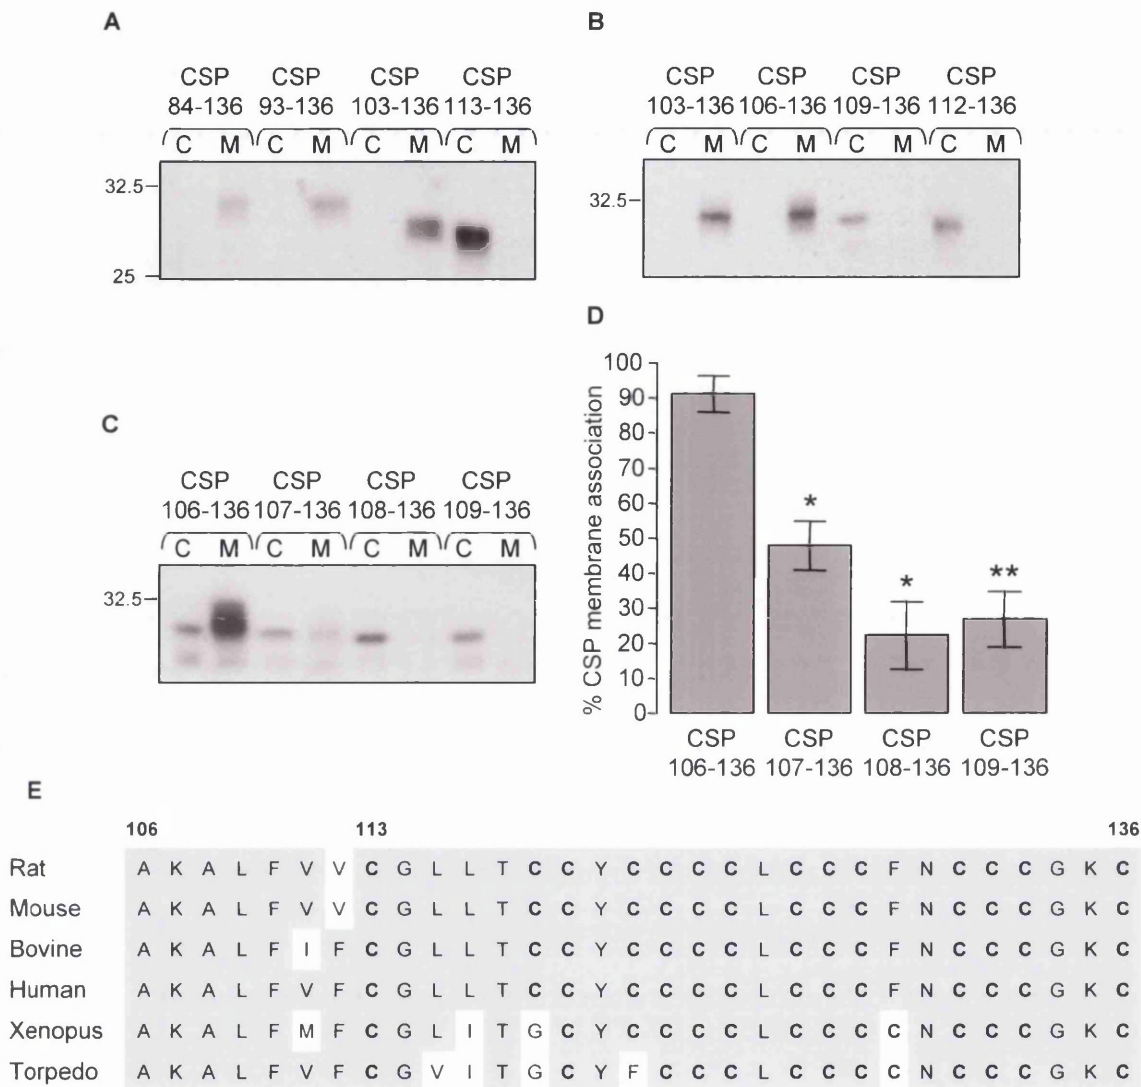 A
CSP CSP CSP CSP
84-136 93-136 103-136 113-136
C M C M C M C M
32.5
25
B
CSP CSP CSP CSP
103-136 106-136 109-136 112-136
C M C M C M C M
32.5
C
CSP CSP CSP CSP
106-136 107-136 108-136 109-136
C M C M C M C M
32.5
D
% CSP membrane association
100
90
80
70
60
50
40
30
20
10
0
* * **
CSP CSP CSP CSP
106-136 107-136 108-136 109-136
E
106 113 136
Rat A K A L F V V C G L L T C C Y C C C C L C C C F N C C C G K C
Mouse A K A L F V V C G L L T C C Y C C C C L C C C F N C C C G K C
Bovine A K A L F I F C G L L T C C Y C C C C L C C C F N C C C G K C
Human A K A L F V F C G L L T C C Y C C C C L C C C F N C C C G K C
Xenopus A K A L F M F C G L I T G C Y C C C C L C C C C N C C C G K C
Torpedo A K A L F V F C G V I T G C Y F C C C L C C C C N C C C G K C